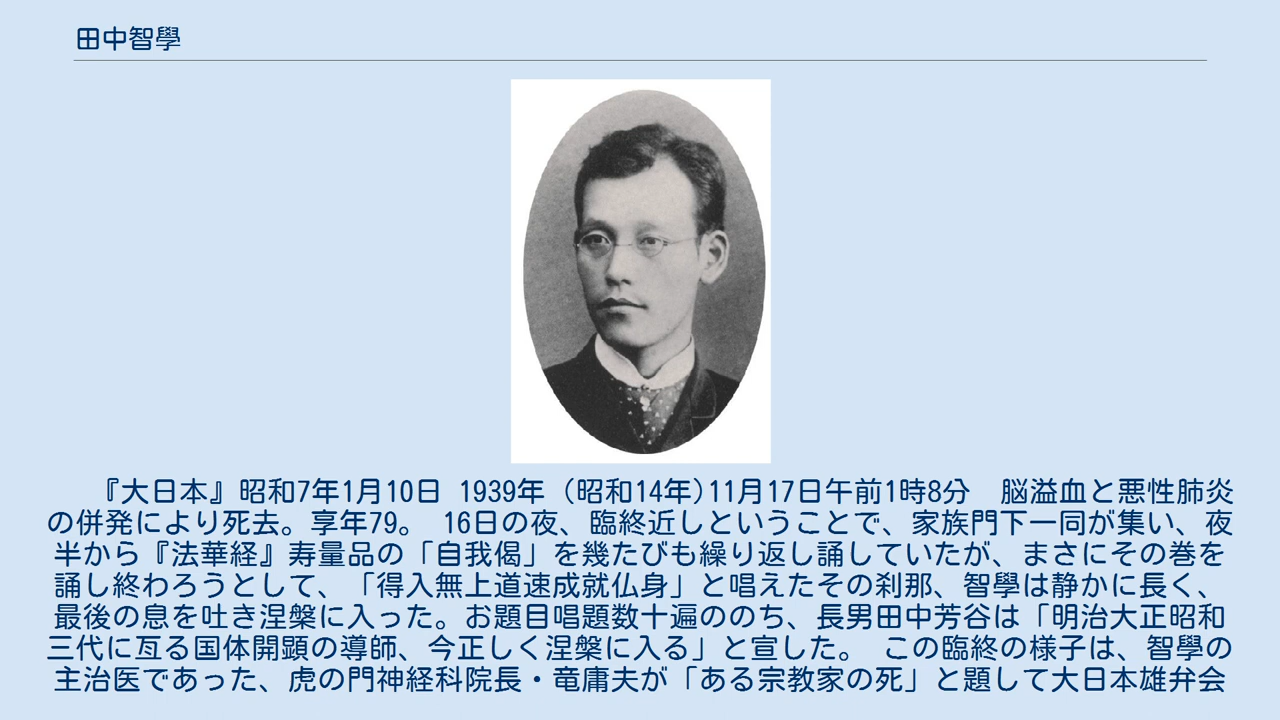 田中智學
『大日本』昭和7年1月10日 1939年（昭和14年）11月17日午前1時8分　脳溢血と悪性肺炎
の併発により死去。享年79。 16日の夜、臨終近しということで、家族門下一同が集い、夜
半から『法華経』寿量品の「自我偈」を幾たびも繰り返し誦していたが、まさにその巻を
誦し終わろうとして、「得入無上道速成就仏身」と唱えたその刹那、智學は静かに長く、
最後の息を吐き涅槃に入った。お題目唱題数十遍ののち、長男田中芳谷は「明治大正昭和
三代に亙る国体開顕の導師、今正しく涅槃に入る」と宣した。 この臨終の様子は、智學の
主治医であった、虎の門神経科院長・竜庸夫が「ある宗教家の死」と題して大日本雄弁会